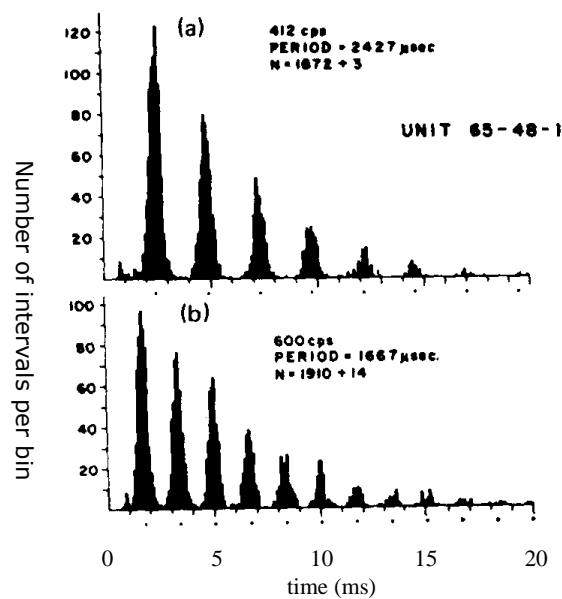 Number of intervals per bin
120
100
80
60
40
20
(a)
412 cps
PERIOD = 2427 µsec
N = 1872 + 3
UNIT 65-48-1
100
80
60
40
20
(b)
600 cps
PERIOD = 1667 µsec.
N = 1910 + 14
0 5 10 15 20
time (ms)